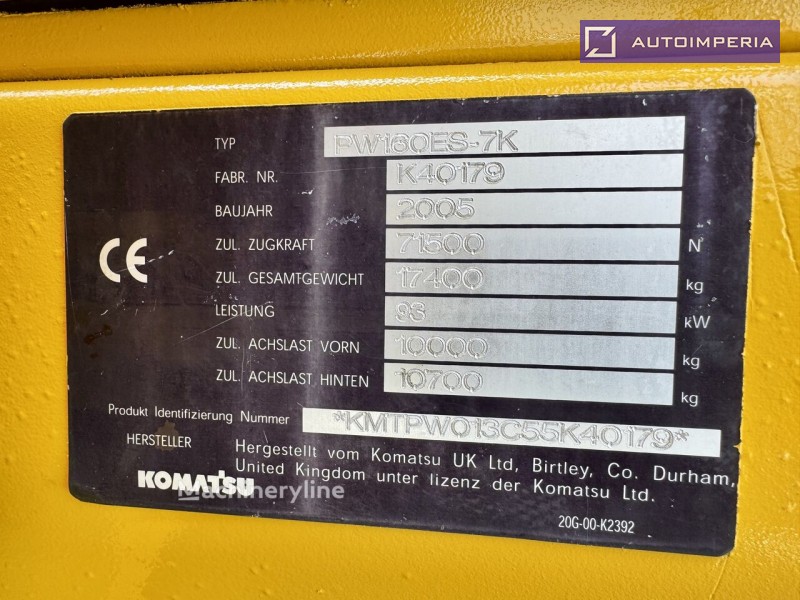 AUTOIMPERIA
TYP PW160ES-7K
FABR. NR. K40179
BAUJAHR 2005
ZUL. ZUGKRAFT 71500 N
ZUL. GESAMTGEWICHT 17400 kg
CE
LEISTUNG 93 kW
ZUL. ACHSLAST VORN 10000 kg
ZUL. ACHSLAST HINTEN 10700 kg
Produkt Identifizierung Nummer *KMTPW013C55K40179*
HERSTELLER Hergestellt vom Komatsu UK Ltd, Birtley, Co. Durham,
United Kingdom unter lizenz der Komatsu Ltd.
KOMATSU
Machineryline
20G-00-K2392